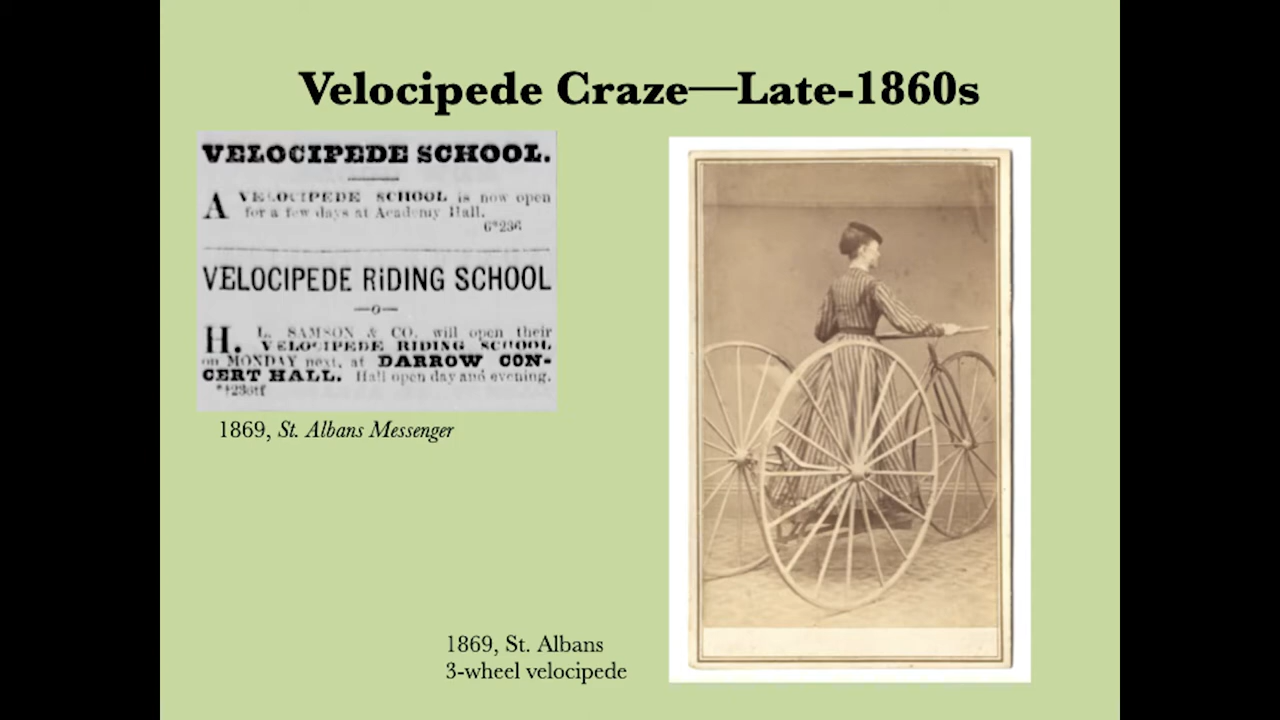 Velocipede Craze—Late-1860s
VELOCIPEDE SCHOOL.
A VELOCIPEDE SCHOOL is now open
for a few days at Academy Hall.
6*236
VELOCIPEDE RiDING SCHOOL
—o—
H. L. SAMSON & CO. will open their
VELOCIPEDE RIDING SCHOOL
on MONDAY next, at DARROW CON-
CERT HALL. Hall open day and evening.
1869, St. Albans Messenger
1869, St. Albans
3-wheel velocipede